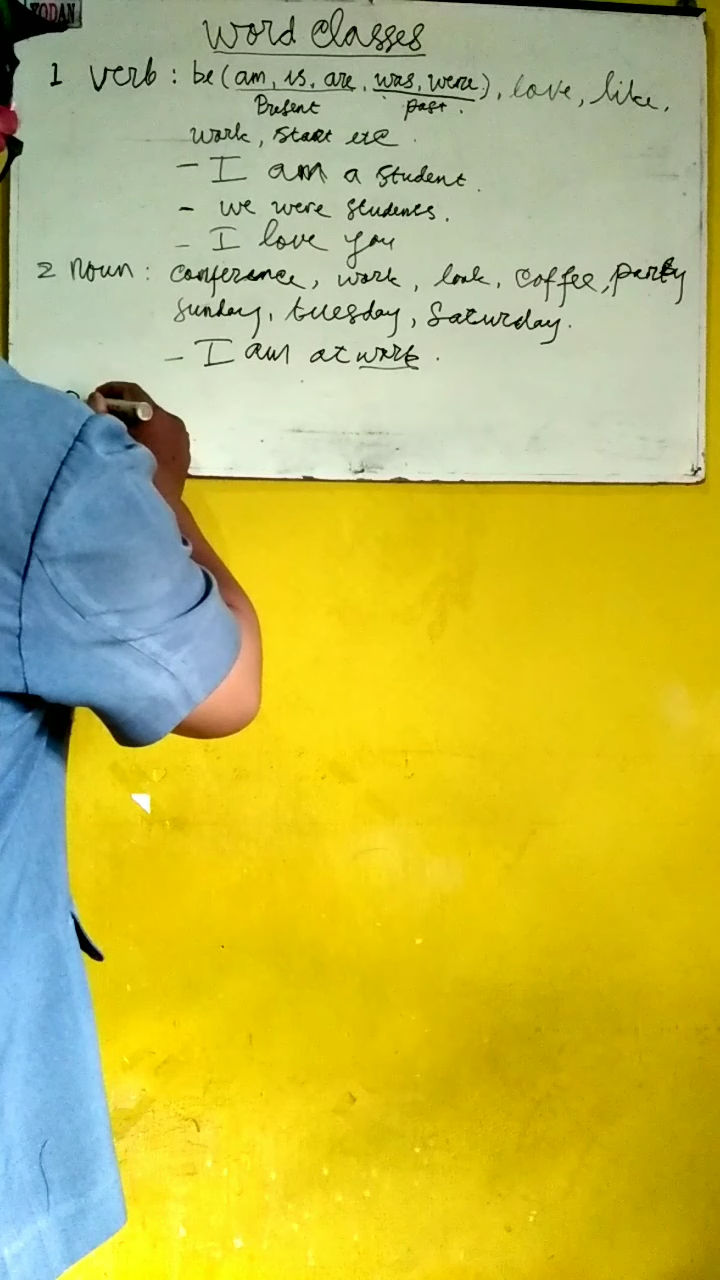 YODAN
Word Classes
1 verb : be (am, is, are, was, were), love, like,
Present past.
work, start etc.
- I am a student.
- we were students.
- I love you
2 noun : conference, work, look, coffee, party
Sunday, tuesday, Saturday.
- I am at work.